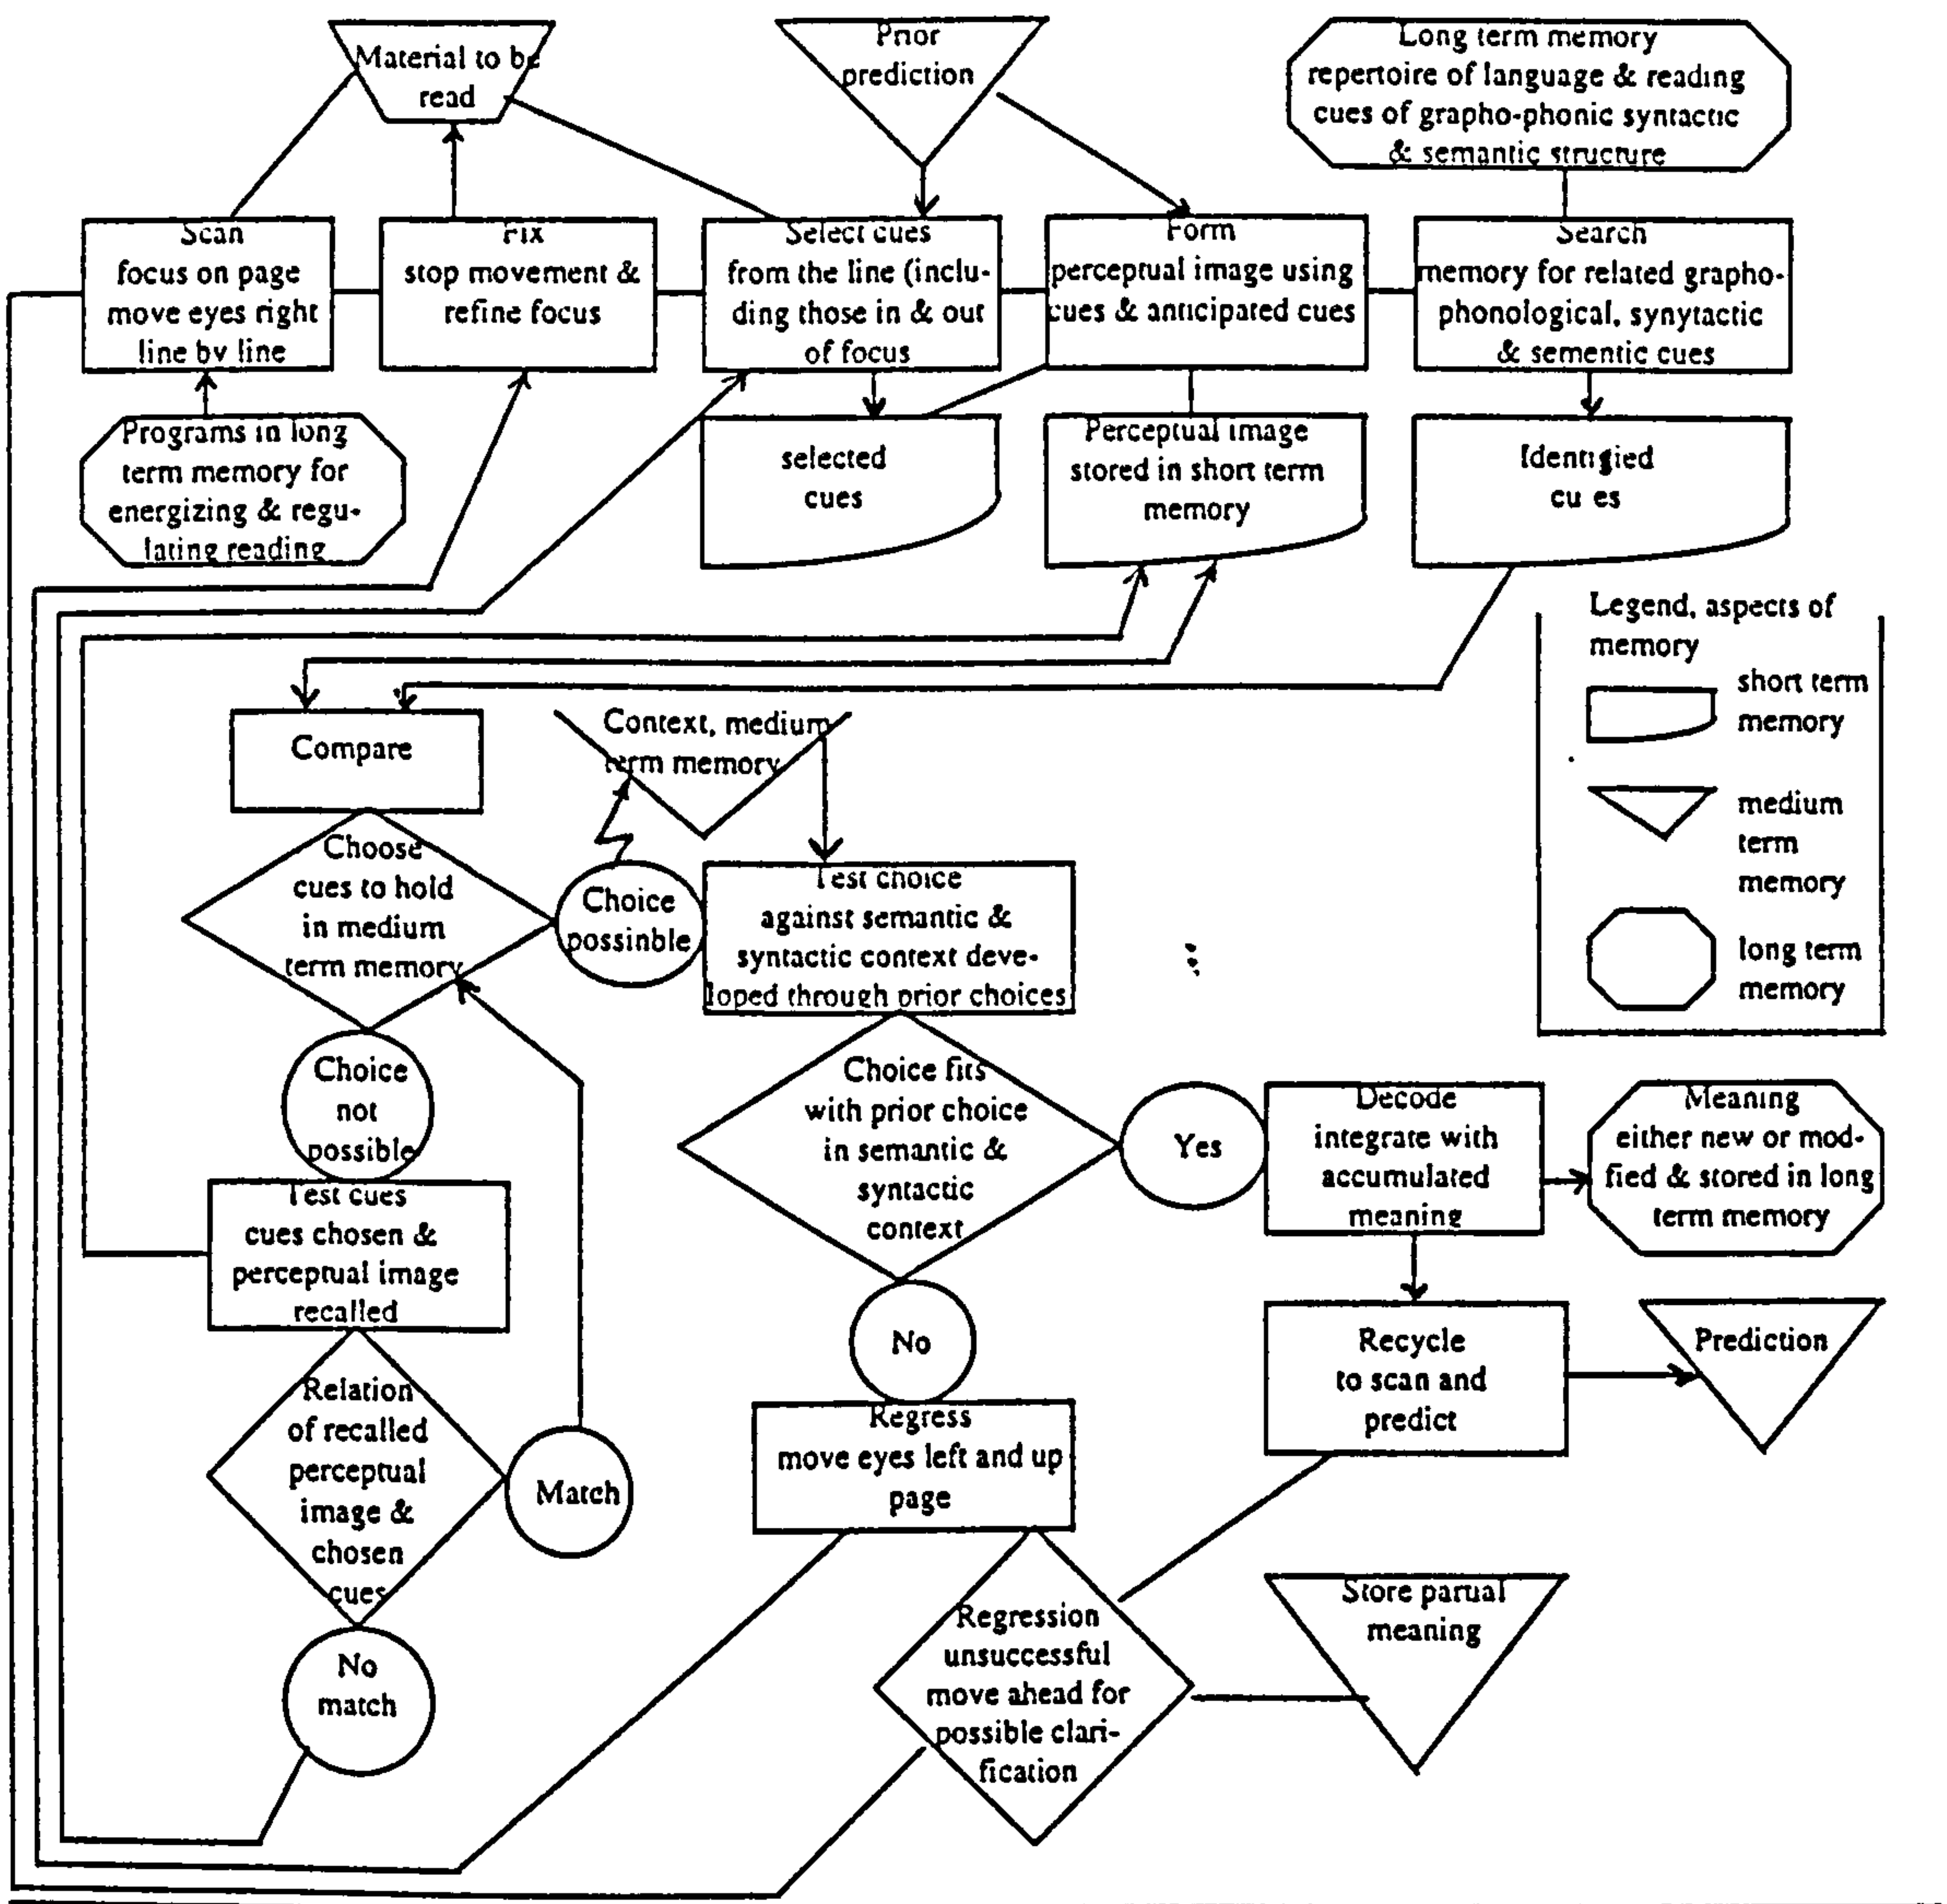 Material to be
read
Prior
prediction
Long term memory
repertoire of language & reading
cues of grapho-phonic syntactic
& semantic structure
Scan
focus on page
move eyes right
line by line
Fix
stop movement &
refine focus
Select cues
from the line (inclu-
ding those in & out
of focus
Form
perceptual image using
cues & anticipated cues
Search
memory for related grapho-
phonological, synytactic
& sementic cues
Programs in long
term memory for
energizing & regu-
lating reading
selected
cues
Perceptual image
stored in short term
memory
Identigied
cu es
Legend, aspects of
memory
short term
memory
medium
term
memory
long term
memory
Compare
Context, medium
term memory
Choose
cues to hold
in medium
term memory
Choice
possinble
Test choice
against semantic &
syntactic context deve-
loped through prior choices
Choice
not
possible
Choice fits
with prior choice
in semantic &
syntactic
context
Yes
Decode
integrate with
accumulated
meaning
Meaning
either new or mod-
fied & stored in long
term memory
Test cues
cues chosen &
perceptual image
recalled
No
Recycle
to scan and
predict
Prediction
Relation
of recalled
perceptual
image &
chosen
cues
Match
Regress
move eyes left and up
page
No
match
Regression
unsuccessful
move ahead for
possible clari-
fication
Store partual
meaning